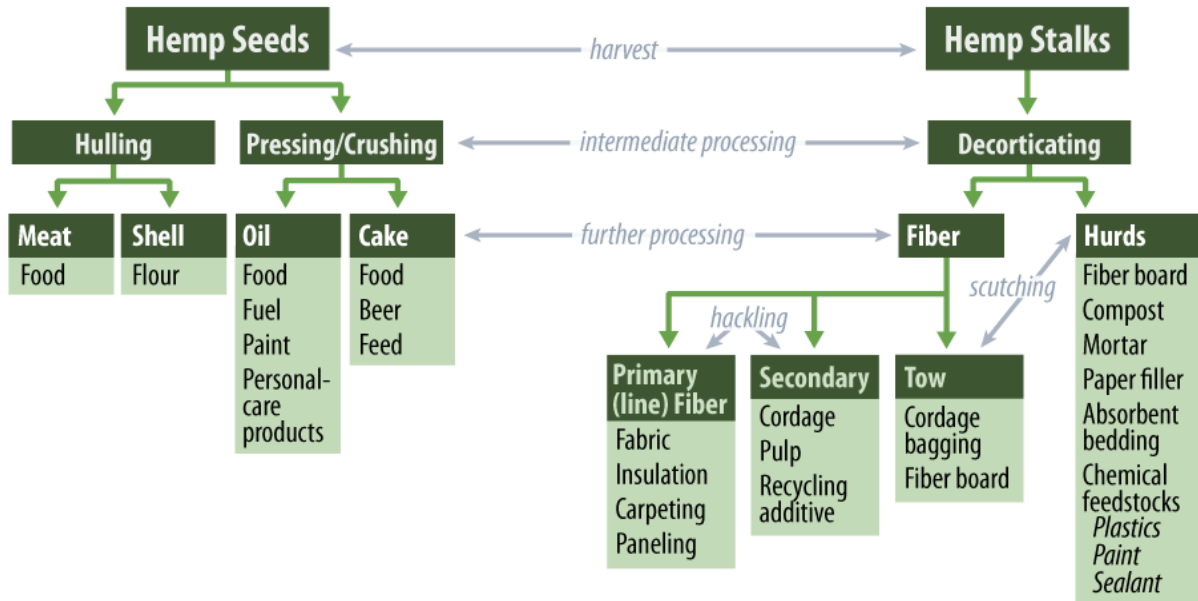 Hemp Seeds
harvest
Hemp Stalks
Hulling
Pressing/Crushing
intermediate processing
Decorticating
Meat
Food
Shell
Flour
Oil
Food
Fuel
Paint
Personal-
care
products
Cake
Food
Beer
Feed
further processing
Fiber
Hurds
Fiber board
Compost
Mortar
Paper filler
Absorbent
bedding
Chemical
feedstocks
Plastics
Paint
Sealant
scutching
hackling
Primary
(line) Fiber
Fabric
Insulation
Carpeting
Paneling
Secondary
Cordage
Pulp
Recycling
additive
Tow
Cordage
bagging
Fiber board